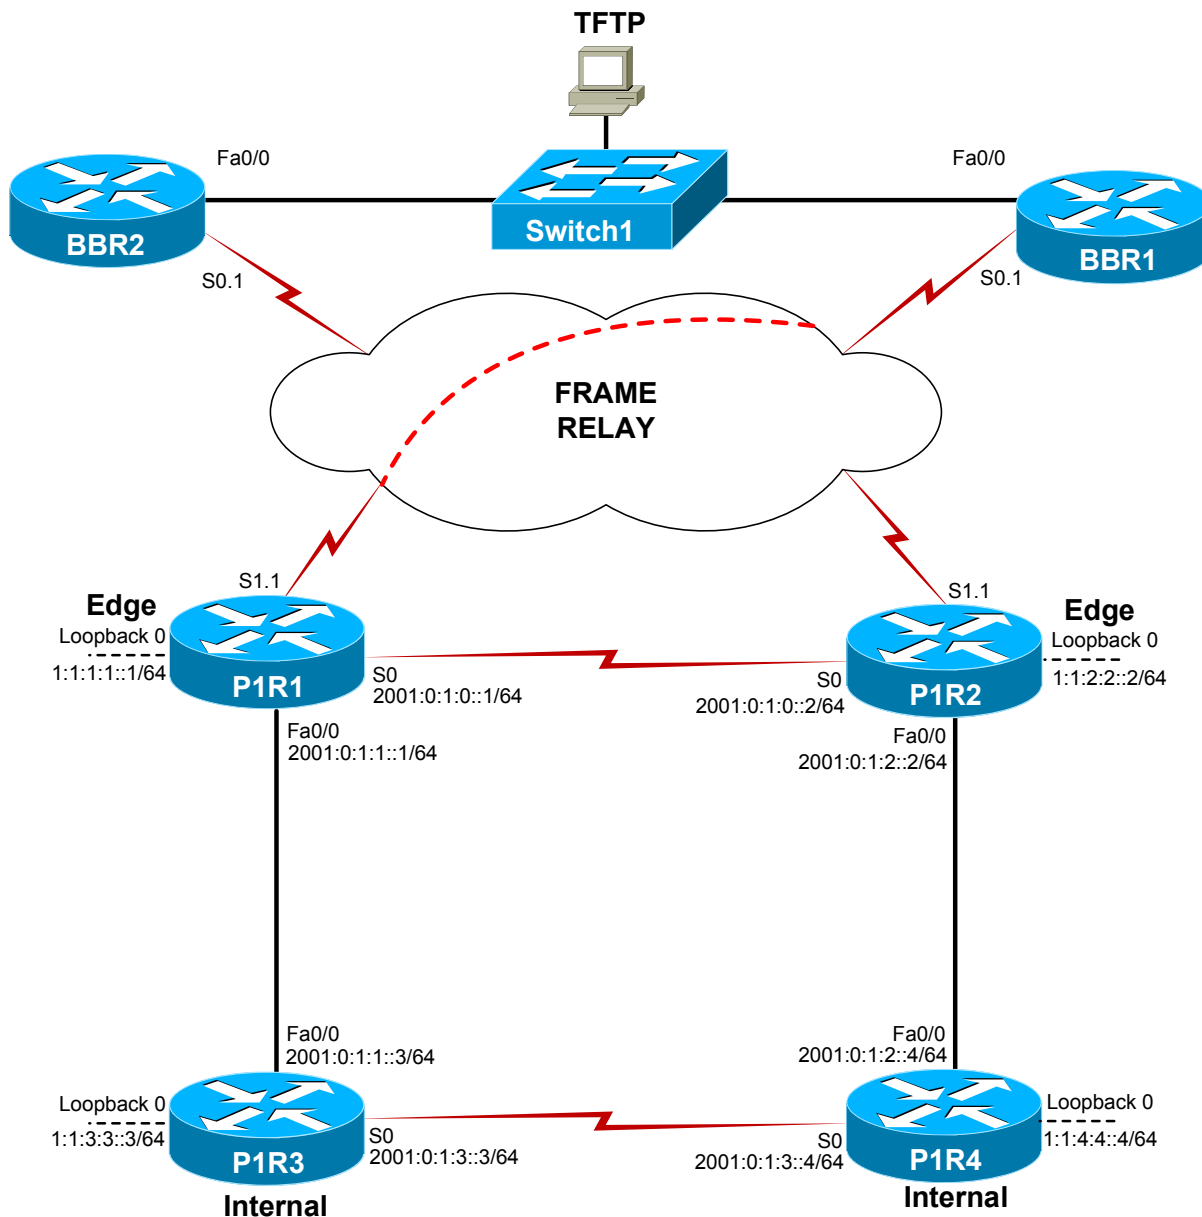 TFTP
Fa0/0
Fa0/0
BBR2
Switch1
BBR1
S0.1
S0.1
FRAME
RELAY
S1.1
S1.1
Edge
Edge
Loopback 0
Loopback 0
1:1:1:1::1/64
1:1:2:2::2/64
P1R1
P1R2
S0
2001:0:1:0::1/64
S0
2001:0:1:0::2/64
Fa0/0
2001:0:1:1::1/64
Fa0/0
2001:0:1:2::2/64
Fa0/0
2001:0:1:1::3/64
Fa0/0
2001:0:1:2::4/64
Loopback 0
Loopback 0
1:1:3:3::3/64
1:1:4:4::4/64
P1R3
P1R4
S0
2001:0:1:3::3/64
S0
2001:0:1:3::4/64
Internal
Internal